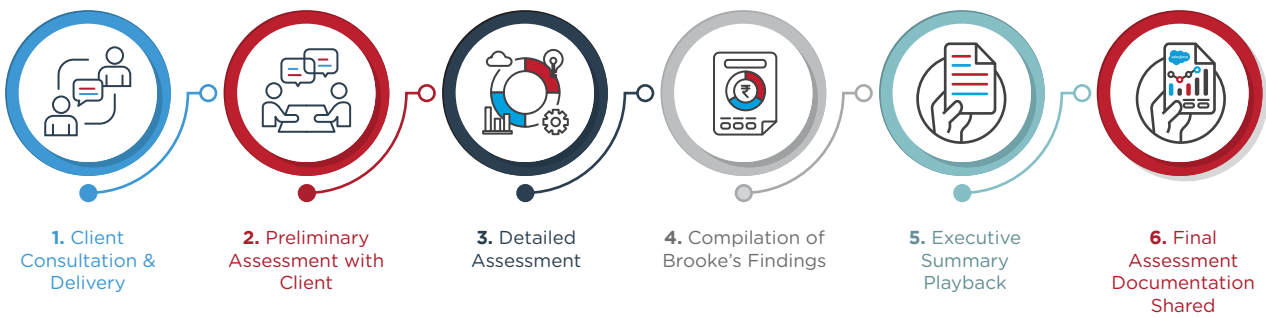 1. Client
Consultation &
Delivery
2. Preliminary
Assessment with
Client
3. Detailed
Assessment
₹
4. Compilation of
Brooke's Findings
5. Executive
Summary
Playback
salesforce
6. Final
Assessment
Documentation
Shared